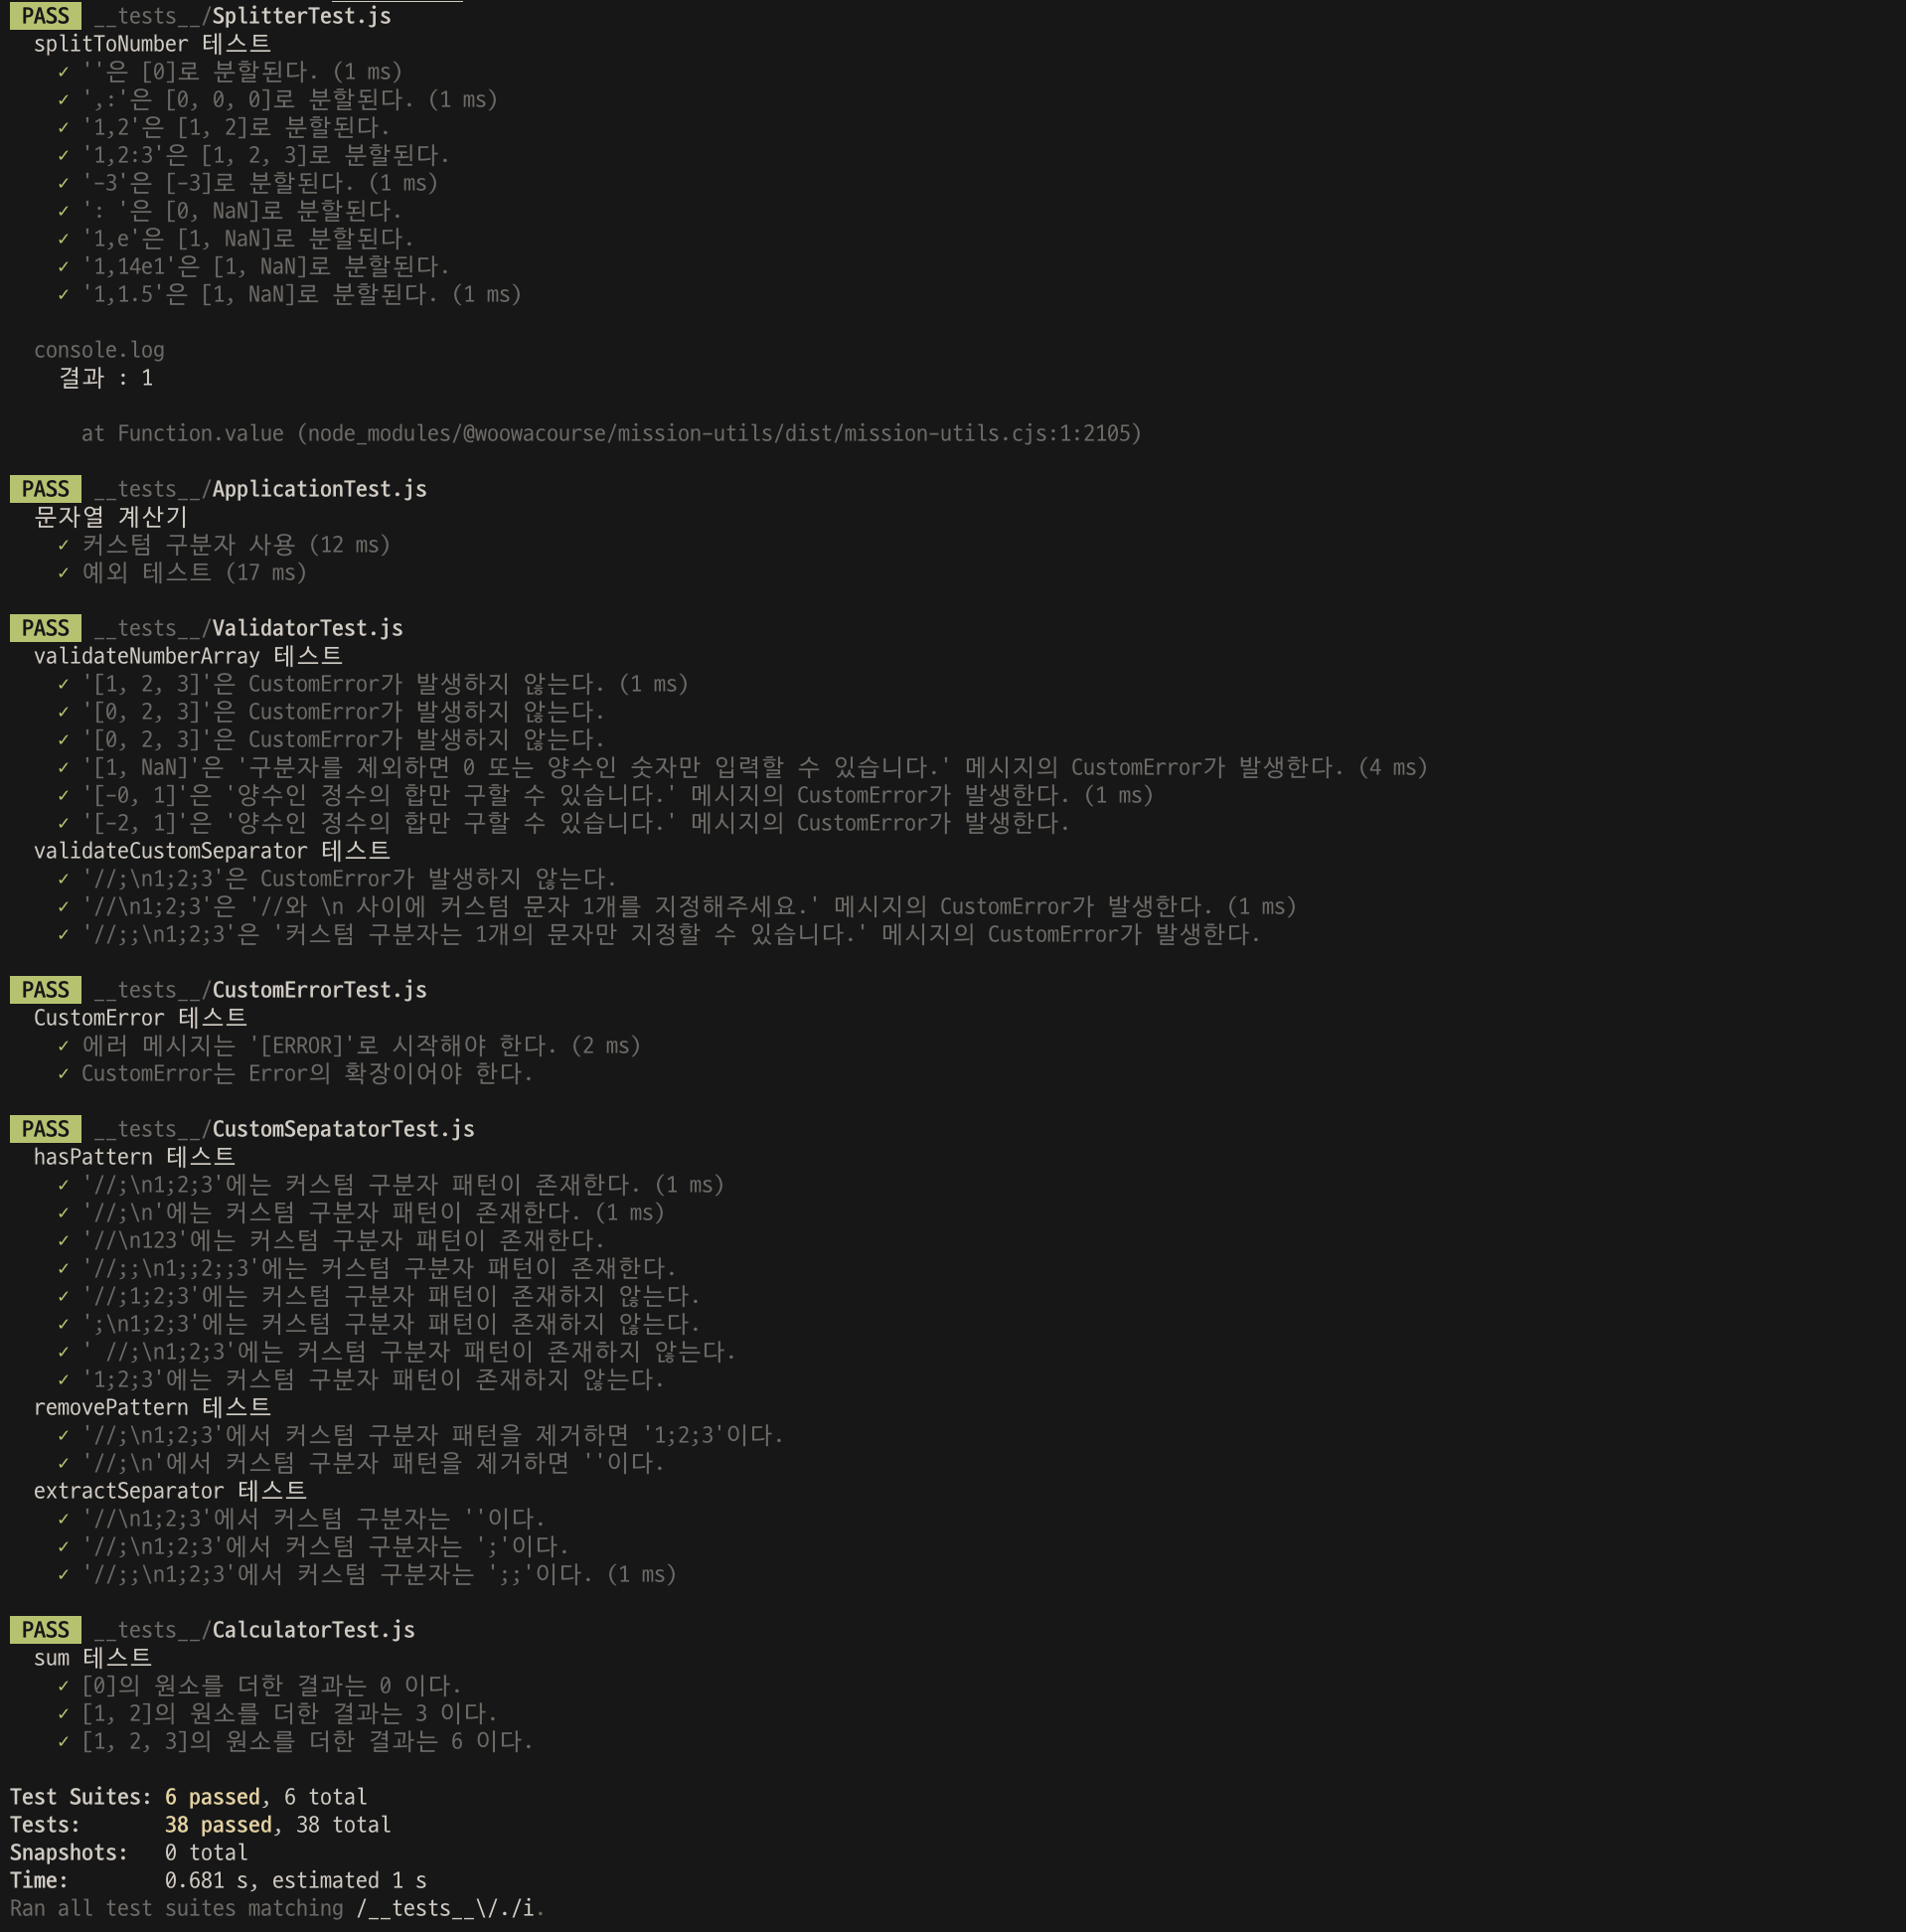 PASS __tests__/SplitterTest.js
splitToNumber 테스트
✓ ''은 [0]로 분할된다. (1 ms)
✓ ',:'은 [0, 0, 0]로 분할된다. (1 ms)
✓ '1,2'은 [1, 2]로 분할된다.
✓ '1,2:3'은 [1, 2, 3]로 분할된다.
✓ '-3'은 [-3]로 분할된다. (1 ms)
✓ ': '은 [0, NaN]로 분할된다.
✓ '1,e'은 [1, NaN]로 분할된다.
✓ '1,14e1'은 [1, NaN]로 분할된다.
✓ '1,1.5'은 [1, NaN]로 분할된다. (1 ms)
console.log
결과 : 1
at Function.value (node_modules/@woowacourse/mission-utils/dist/mission-utils.cjs:1:2105)
PASS __tests__/ApplicationTest.js
문자열 계산기
✓ 커스텀 구분자 사용 (12 ms)
✓ 예외 테스트 (17 ms)
PASS __tests__/ValidatorTest.js
validateNumberArray 테스트
✓ '[1, 2, 3]'은 CustomError가 발생하지 않는다. (1 ms)
✓ '[0, 2, 3]'은 CustomError가 발생하지 않는다.
✓ '[0, 2, 3]'은 CustomError가 발생하지 않는다.
✓ '[1, NaN]'은 '구분자를 제외하면 0 또는 양수인 숫자만 입력할 수 있습니다.' 메시지의 CustomError가 발생한다. (4 ms)
✓ '[-0, 1]'은 '양수인 정수의 합만 구할 수 있습니다.' 메시지의 CustomError가 발생한다. (1 ms)
✓ '[-2, 1]'은 '양수인 정수의 합만 구할 수 있습니다.' 메시지의 CustomError가 발생한다.
validateCustomSeparator 테스트
✓ '//;\n1;2;3'은 CustomError가 발생하지 않는다.
✓ '//\n1;2;3'은 '//와 \n 사이에 커스텀 문자 1개를 지정해주세요.' 메시지의 CustomError가 발생한다. (1 ms)
✓ '//;;\n1;2;3'은 '커스텀 구분자는 1개의 문자만 지정할 수 있습니다.' 메시지의 CustomError가 발생한다.
PASS __tests__/CustomErrorTest.js
CustomError 테스트
✓ 에러 메시지는 '[ERROR]'로 시작해야 한다. (2 ms)
✓ CustomError는 Error의 확장이어야 한다.
PASS __tests__/CustomSepatatorTest.js
hasPattern 테스트
✓ '//;\n1;2;3'에는 커스텀 구분자 패턴이 존재한다. (1 ms)
✓ '//;\n'에는 커스텀 구분자 패턴이 존재한다. (1 ms)
✓ '//\n123'에는 커스텀 구분자 패턴이 존재한다.
✓ '//;;\n1;;2;;3'에는 커스텀 구분자 패턴이 존재한다.
✓ '//;1;2;3'에는 커스텀 구분자 패턴이 존재하지 않는다.
✓ ';\n1;2;3'에는 커스텀 구분자 패턴이 존재하지 않는다.
✓ ' //;\n1;2;3'에는 커스텀 구분자 패턴이 존재하지 않는다.
✓ '1;2;3'에는 커스텀 구분자 패턴이 존재하지 않는다.
removePattern 테스트
✓ '//;\n1;2;3'에서 커스텀 구분자 패턴을 제거하면 '1;2;3'이다.
✓ '//;\n'에서 커스텀 구분자 패턴을 제거하면 ''이다.
extractSeparator 테스트
✓ '//\n1;2;3'에서 커스텀 구분자는 ''이다.
✓ '//;\n1;2;3'에서 커스텀 구분자는 ';'이다.
✓ '//;;\n1;2;3'에서 커스텀 구분자는 ';;'이다. (1 ms)
PASS __tests__/CalculatorTest.js
sum 테스트
✓ [0]의 원소를 더한 결과는 0 이다.
✓ [1, 2]의 원소를 더한 결과는 3 이다.
✓ [1, 2, 3]의 원소를 더한 결과는 6 이다.
Test Suites: 6 passed, 6 total
Tests: 38 passed, 38 total
Snapshots: 0 total
Time: 0.681 s, estimated 1 s
Ran all test suites matching /__tests__\/./i.